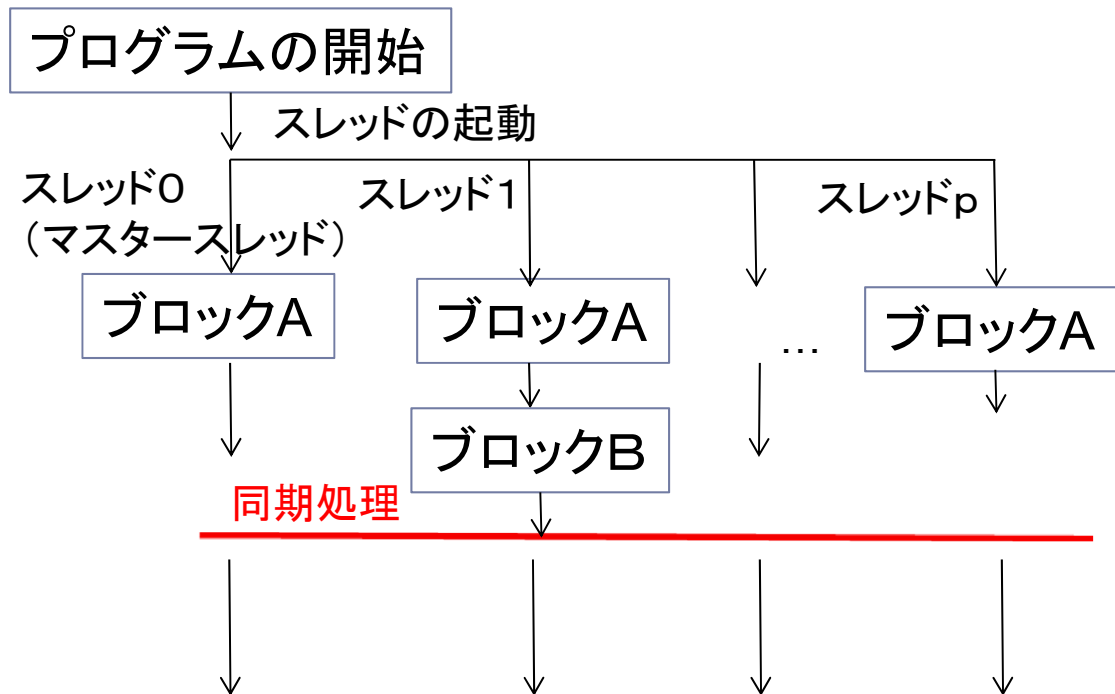 プログラムの開始
スレッドの起動
スレッド0
（マスタースレッド）
スレッド1
スレッドp
ブロックA
ブロックA
…
ブロックA
ブロックB
同期処理